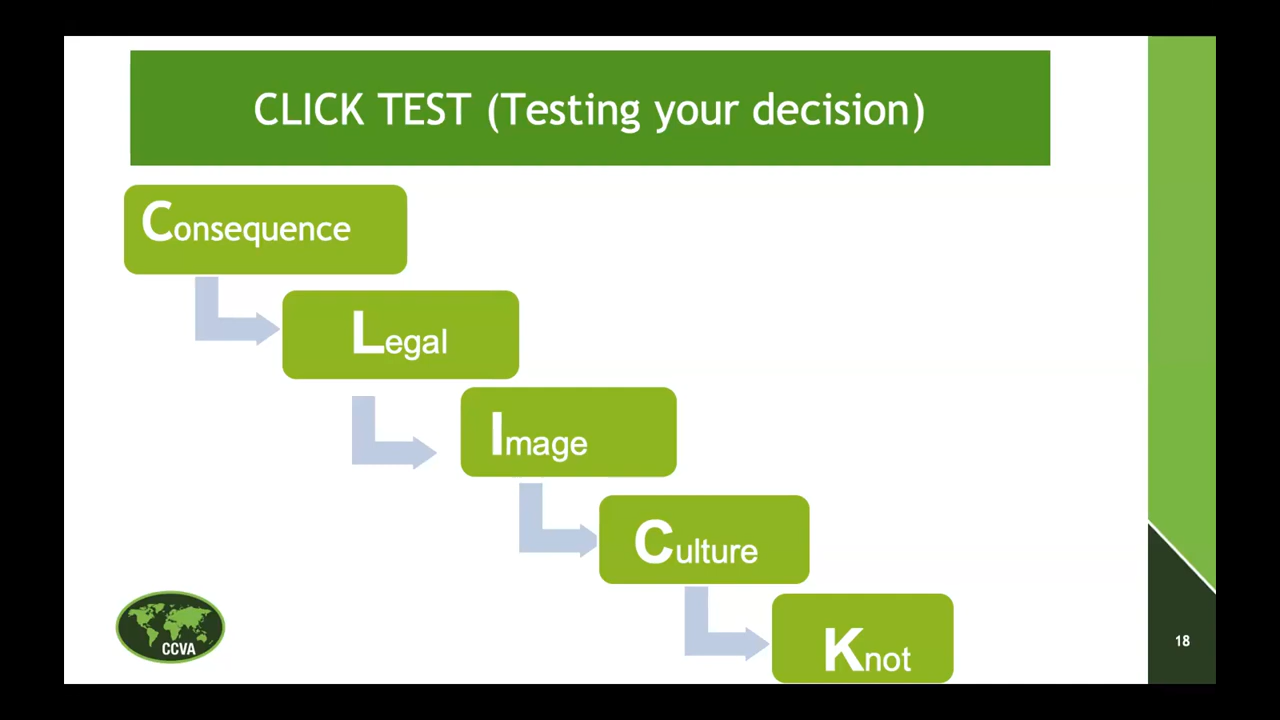 CLICK TEST (Testing your decision)
Consequence
Legal
Image
Culture
Knot
CCVA
18